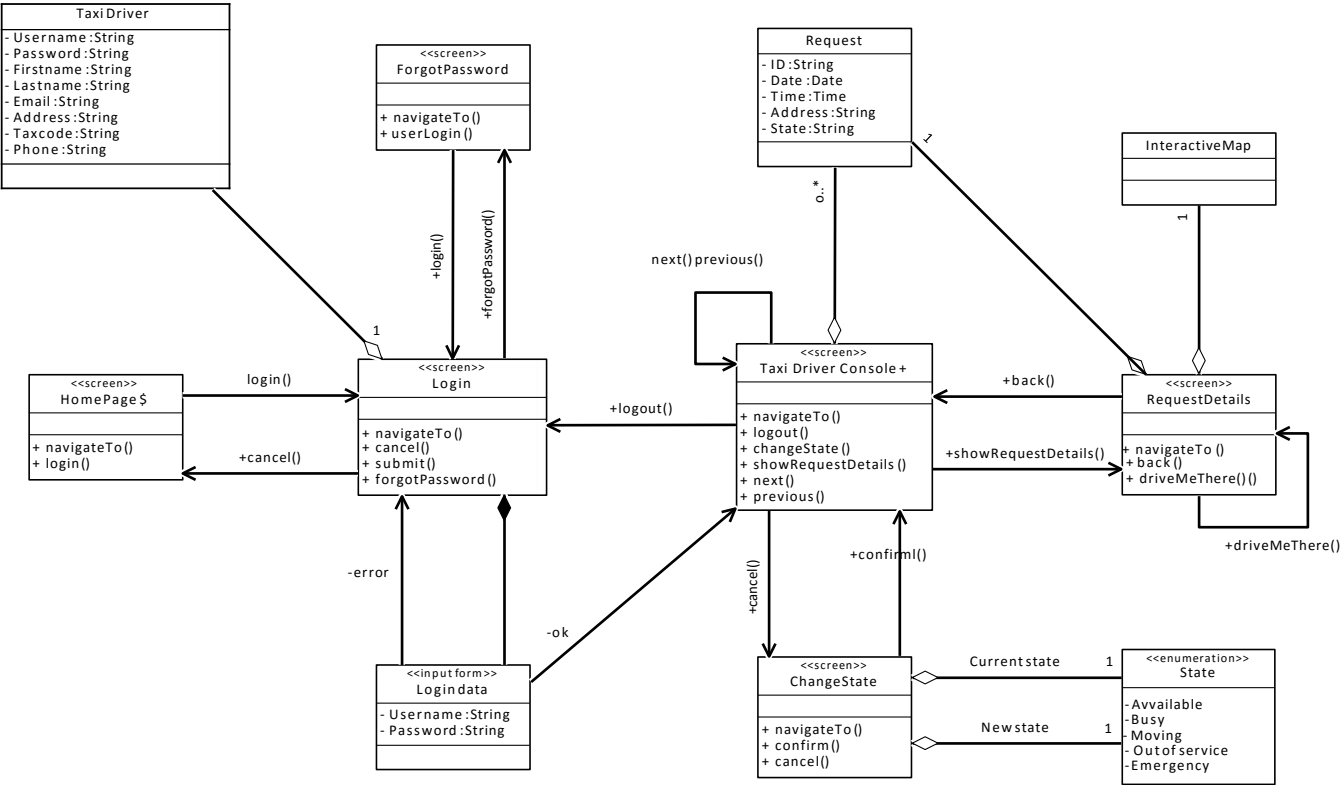 Taxi Driver
- Username :String
- Password :String
- Firstname :String
- Lastname :String
- Email :String
- Address :String
- Taxcode :String
- Phone :String
<<screen>>
ForgotPassword
+ navigateTo()
+ userLogin()
Request
- ID :String
- Date :Date
- Time :Time
- Address :String
- State :String
InteractiveMap
1
0..*
1
+login()
+forgotPassword()
next() previous()
1
<<screen>>
HomePage $
+ navigateTo()
+ login()
login()
+cancel()
<<screen>>
Login
+ navigateTo()
+ cancel()
+ submit()
+ forgotPassword()
+logout()
<<screen>>
Taxi Driver Console +
+ navigateTo()
+ logout()
+ changeState()
+ showRequestDetails()
+ next()
+ previous()
+back()
+showRequestDetails()
<<screen>>
RequestDetails
+ navigateTo ()
+ back()
+ driveMeThere() ()
+driveMeThere()
-error
-ok
+cancel()
+confirml()
<<input form>>
Login data
- Username :String
- Password :String
<<screen>>
ChangeState
+ navigateTo()
+ confirm()
+ cancel()
Current state
1
New state
1
<<enumeration>>
State
-Avvailable
-Busy
- Moving
- Out of service
-Emergency